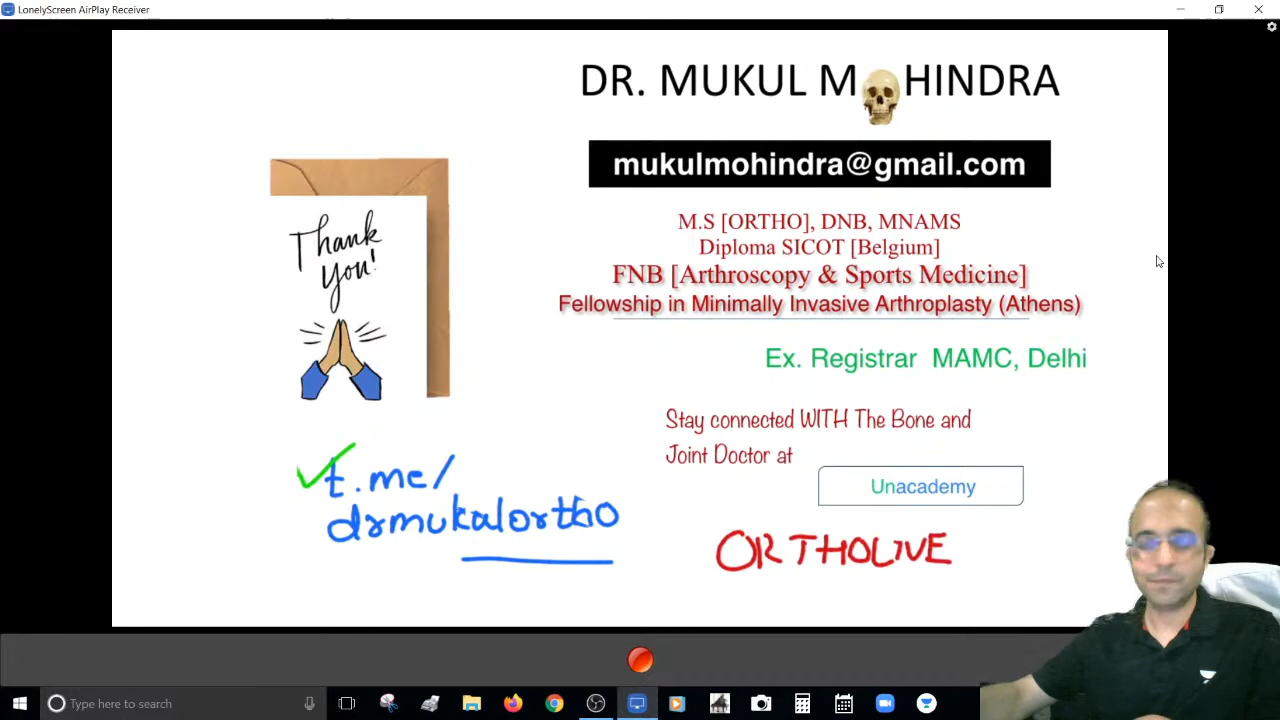 LonelyScreen AirPlay Receiver
DR. MUKUL M HINDRA
mukulmohindra@gmail.com
M.S [ORTHO], DNB, MNAMS
Diploma SICOT [Belgium]
FNB [Arthroscopy & Sports Medicine]
Fellowship in Minimally Invasive Arthroplasty (Athens)
Ex. Registrar MAMC, Delhi
Thank
you!
Stay connected WITH The Bone and
Joint Doctor at
Unacademy
t.me/
drmukalortho
ORTHOLIVE
Type here to search